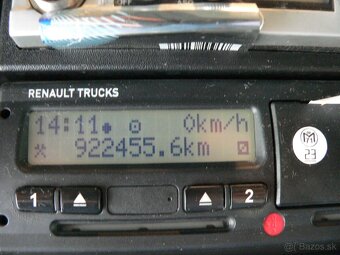 RENAULT TRUCKS
14:11 0km/h
922455.6km
1 2
M
23
Bazos.sk